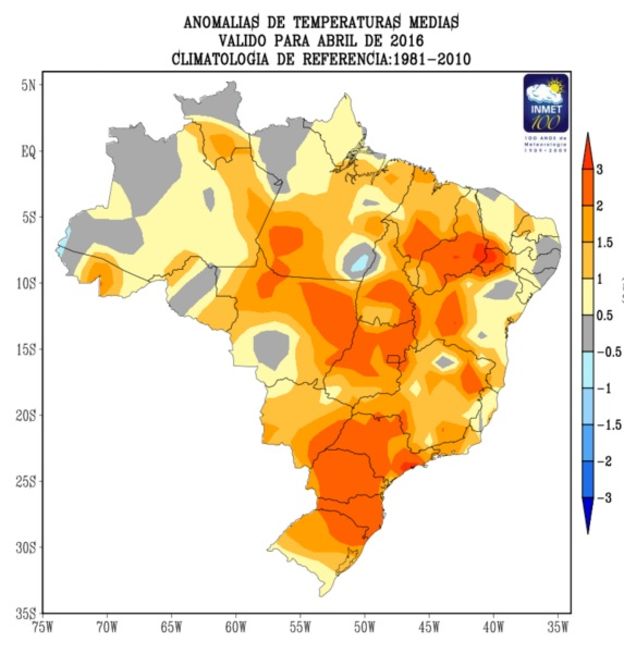 ANOMALIAS DE TEMPERATURAS MEDIAS
VALIDO PARA ABRIL DE 2016
CLIMATOLOGIA DE REFERENCIA:1981-2010
INMET
100
100 ANOS de
Meteorologia
1909-2009
5N
EQ
5S
10S
15S
20S
25S
30S
35S
75W 70W 65W 60W 55W 50W 45W 40W 35W
3
2
1.5
1
0.5
-0.5
-1
-1.5
-2
-3